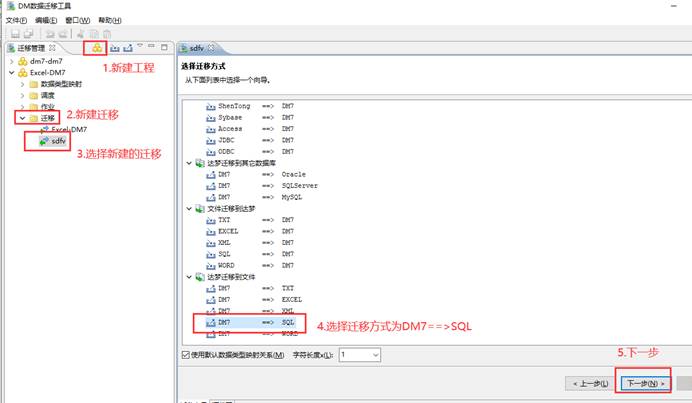 DM数据迁移工具
文件(F) 编辑(E) 窗口(W) 帮助(H)
迁移管理
1.新建工程
dm7-dm7
Excel-DM7
数据类型映射
调度
作业
迁移
2.新建迁移
Excel-DM7
sdfv
3.选择新建的迁移
sdfv
选择迁移方式
从下面列表中选择一个向导。
ShenTong ==> DM7
Sybase ==> DM7
Access ==> DM7
JDBC ==> DM7
ODBC ==> DM7
达梦迁移到其它数据库
DM7 ==> Oracle
DM7 ==> SQLServer
DM7 ==> MySQL
文件迁移到达梦
TXT ==> DM7
EXCEL ==> DM7
XML ==> DM7
SQL ==> DM7
WORD ==> DM7
达梦迁移到文件
DM7 ==> TXT
DM7 ==> EXCEL
DM7 ==> XML
DM7 ==> SQL
DM7 ==> WORD
4.选择迁移方式为DM7==>SQL
使用默认数据类型映射关系(M) 字符长度x(L): 1
5.下一步
< 上一步(L) 下一步(N) >